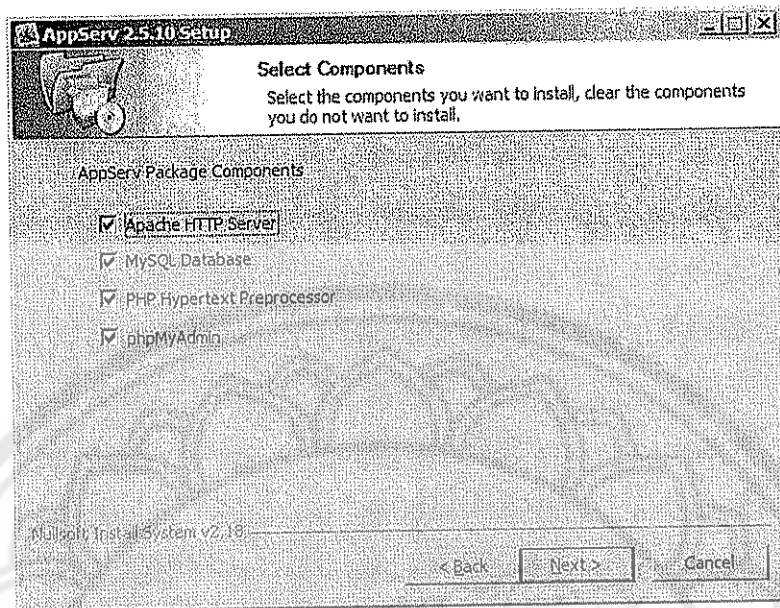 AppServ 2.5.10 Setup
Select Components
Select the components you want to install, clear the components
you do not want to install.
AppServ Package Components
Apache HTTP Server
MySQL Database
PHP Hypertext Preprocessor
phpMyAdmin
Nullsoft Install System v2.18
< Back
Next >
Cancel